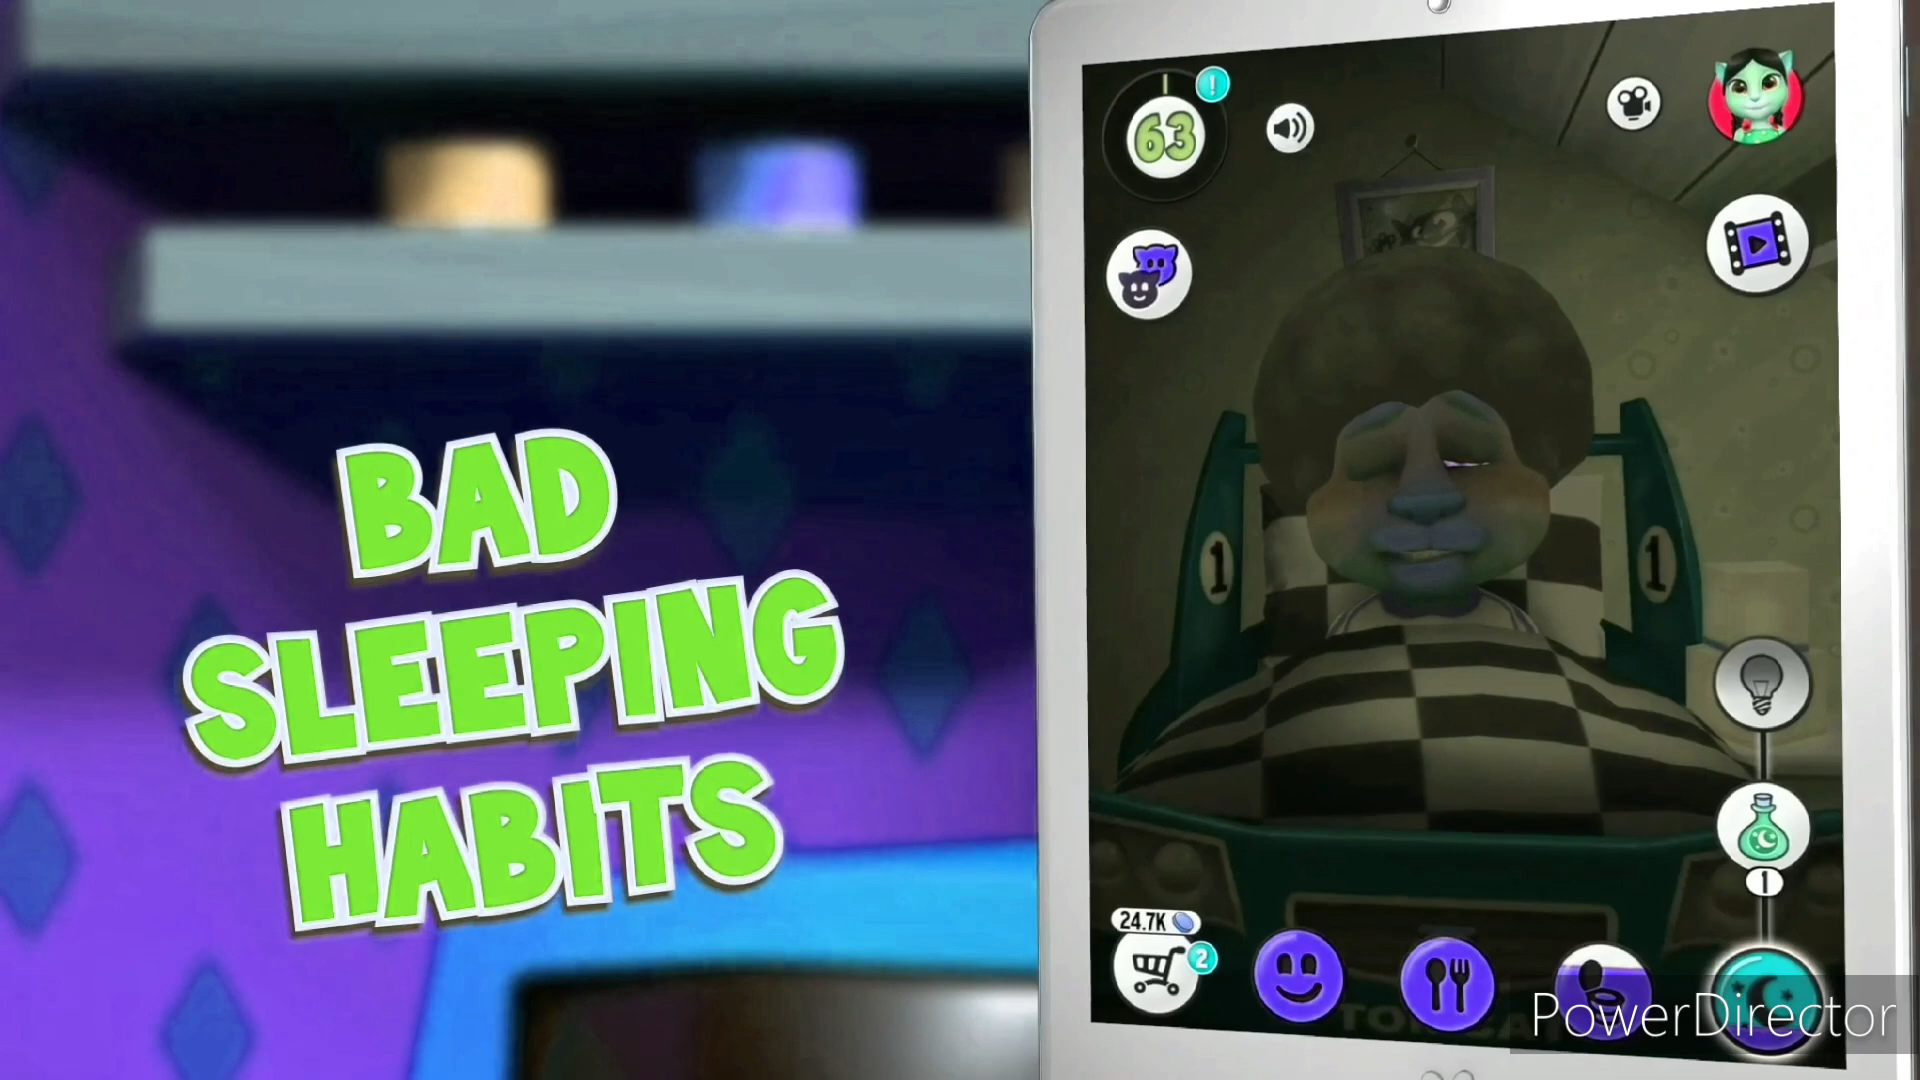 BAD
SLEEPING
HABITS
63
!
1
1
1
24.7K
2
PowerDirector